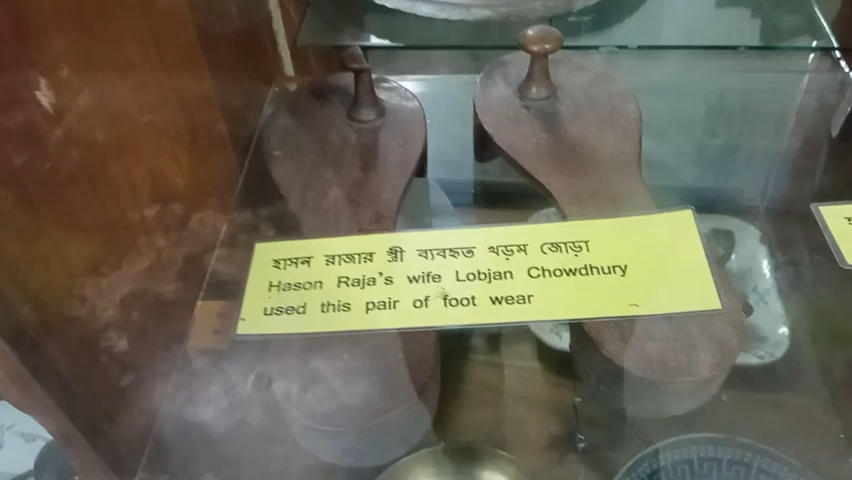 হাসন রাজার স্ত্রী ব্যবহৃত খড়ম জোড়া
Hason Raja's wife Lobjan Chowdhury
used this pair of foot wear